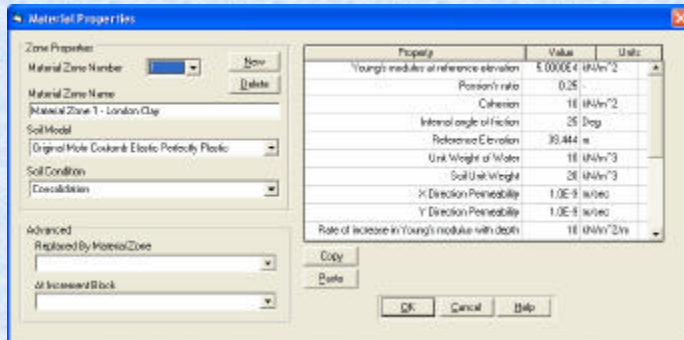 Material Properties
Zone Properties
Material Zone Number
New
Delete
Material Zone Name
Material Zone 1 - London Clay
Soil Model
Original Mohr Coulomb Elastic Perfectly Plastic
Soil Condition
Consolidation
Advanced
Replaced By Material Zone
At Increment Block
Property Value Units
Young's modulus at reference elevation 5.0000E4 kN/m^2
Poisson's ratio 0.25 -
Cohesion 10 kN/m^2
Internal angle of friction 25 Deg
Reference Elevation 39.444 m
Unit Weight of Water 10 kN/m^3
Soil Unit Weight 20 kN/m^3
X Direction Permeability 1.0E-9 m/sec
Y Direction Permeability 1.0E-9 m/sec
Rate of increase in Young's modulus with depth 10 kN/m^2/m
Copy
Paste
OK Cancel Help